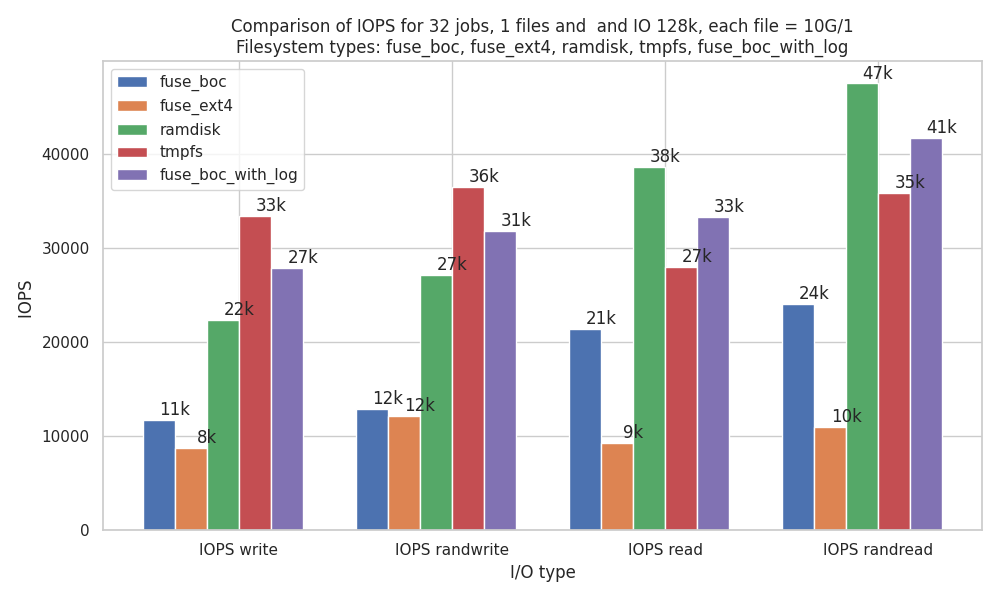 Comparison of IOPS for 32 jobs, 1 files and  and IO 128k, each file = 10G/1
Filesystem types: fuse_boc, fuse_ext4, ramdisk, tmpfs, fuse_boc_with_log
fuse_boc
fuse_ext4
ramdisk
tmpfs
fuse_boc_with_log
IOPS
40000
30000
20000
10000
0
11k
8k
22k
33k
27k
12k
12k
27k
36k
31k
21k
9k
38k
27k
33k
24k
10k
47k
35k
41k
IOPS write
IOPS randwrite
IOPS read
IOPS randread
I/O type